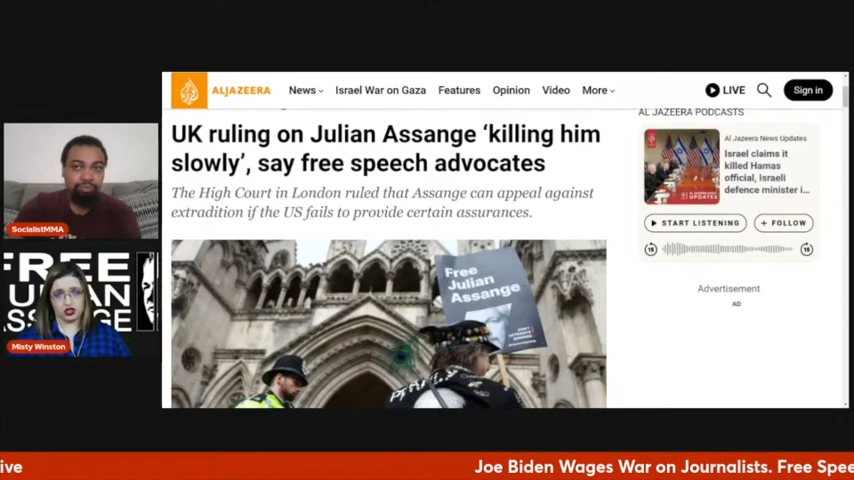 ALJAZEERA
News
Israel War on Gaza
Features
Opinion
Video
More
LIVE
Sign in
UK ruling on Julian Assange ‘killing him
slowly’, say free speech advocates
The High Court in London ruled that Assange can appeal against
extradition if the US fails to provide certain assurances.
Free
Julian
Assange
AL JAZEERA PODCASTS
Al Jazeera News Updates
Israel claims it
killed Hamas
official, Israeli
defence minister i...
START LISTENING
+ FOLLOW
Advertisement
AD
SocialistMMA
FREE
JULIAN
ASSANGE
Misty Winston
ive
Joe Biden Wages War on Journalists. Free Spee